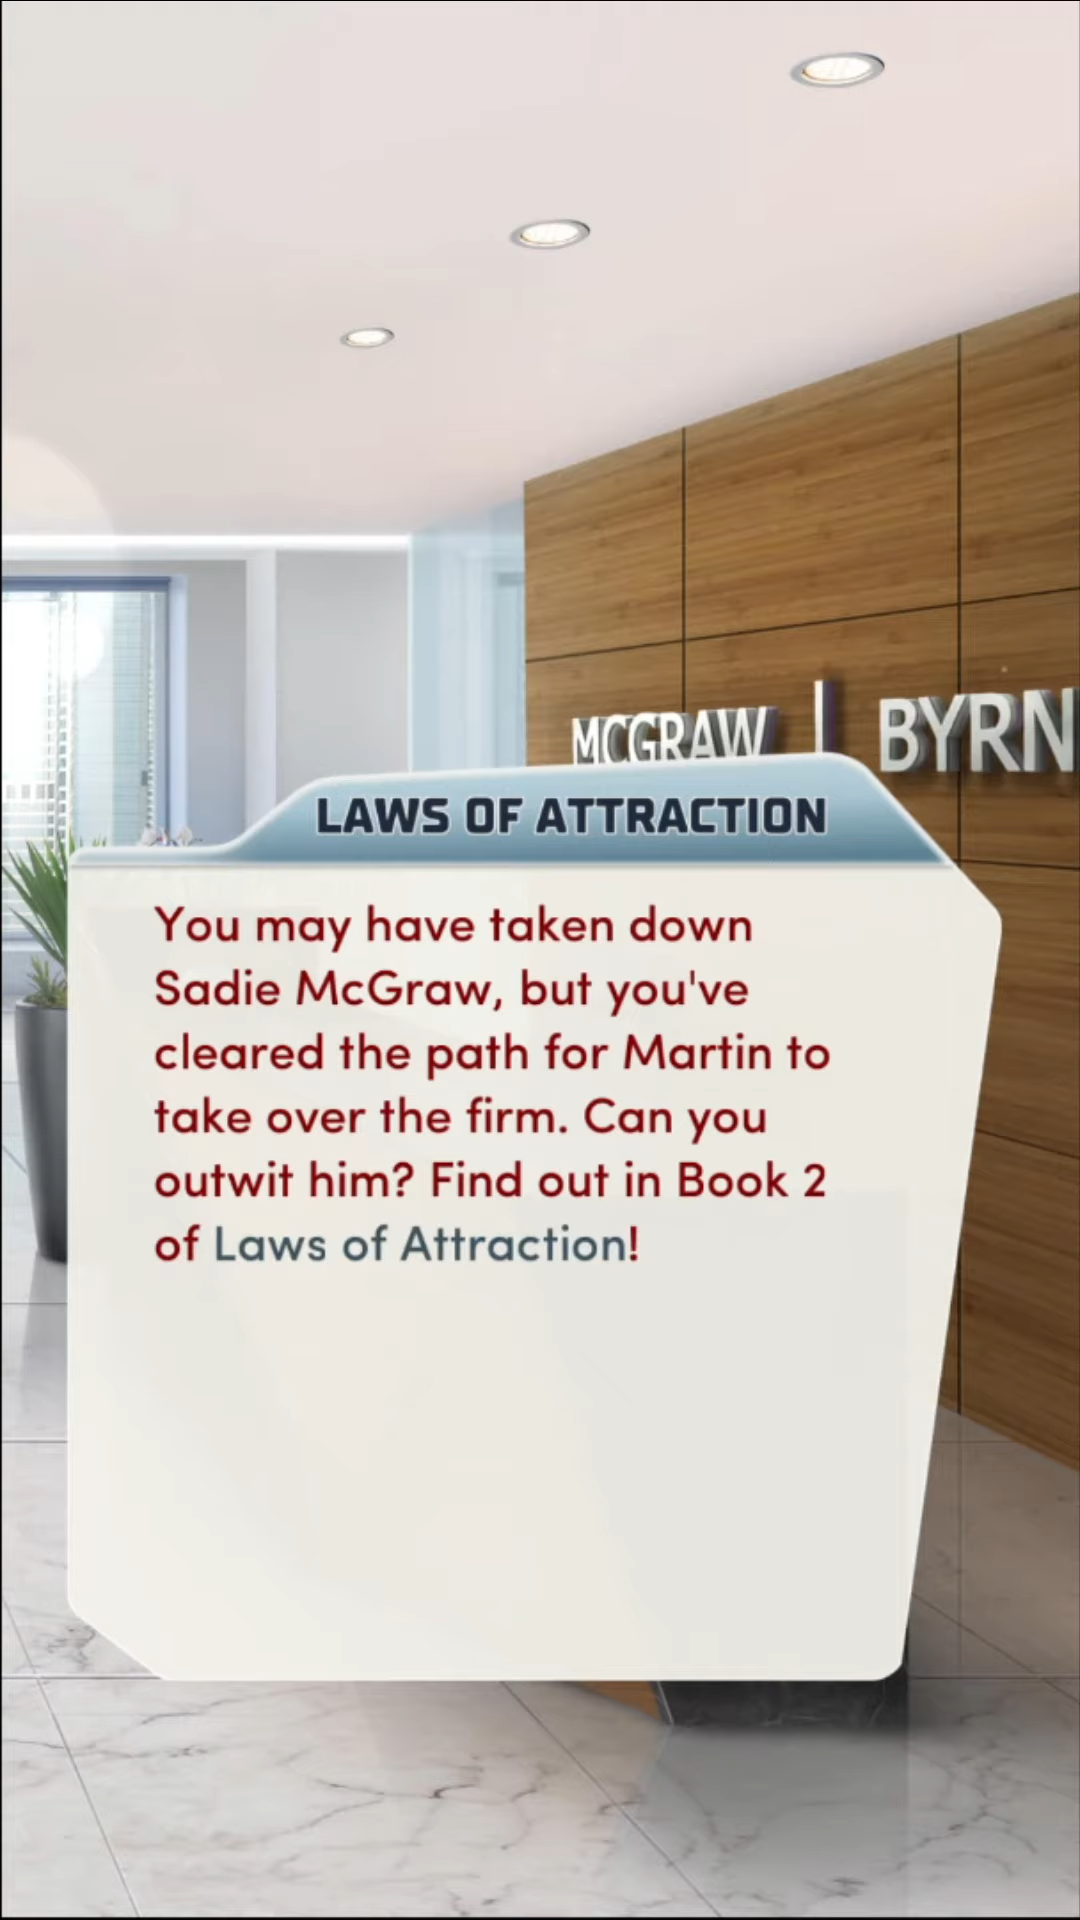 MCGRAW | BYRN
LAWS OF ATTRACTION
You may have taken down
Sadie McGraw, but you've
cleared the path for Martin to
take over the firm. Can you
outwit him? Find out in Book 2
of Laws of Attraction!